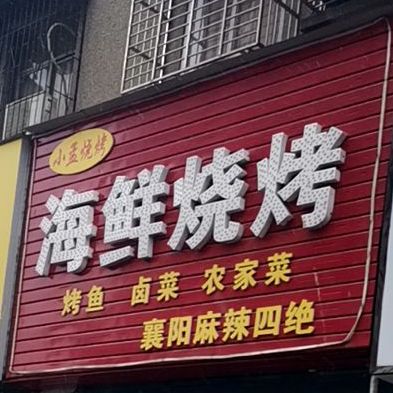 小孟烧烤
海鲜烧烤
烤鱼 卤菜 农家菜
襄阳麻辣四绝